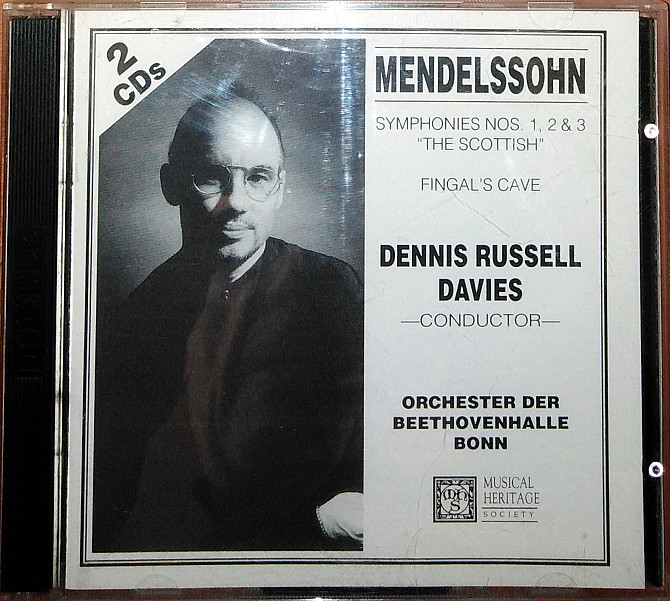 2
CDs
MENDELSSOHN
SYMPHONIES NOS. 1, 2 & 3
"THE SCOTTISH"
FINGAL'S CAVE
DENNIS RUSSELL
DAVIES
—CONDUCTOR—
ORCHESTER DER
BEETHOVENHALLE
BONN
MHS
MUSICAL
HERITAGE
SOCIETY